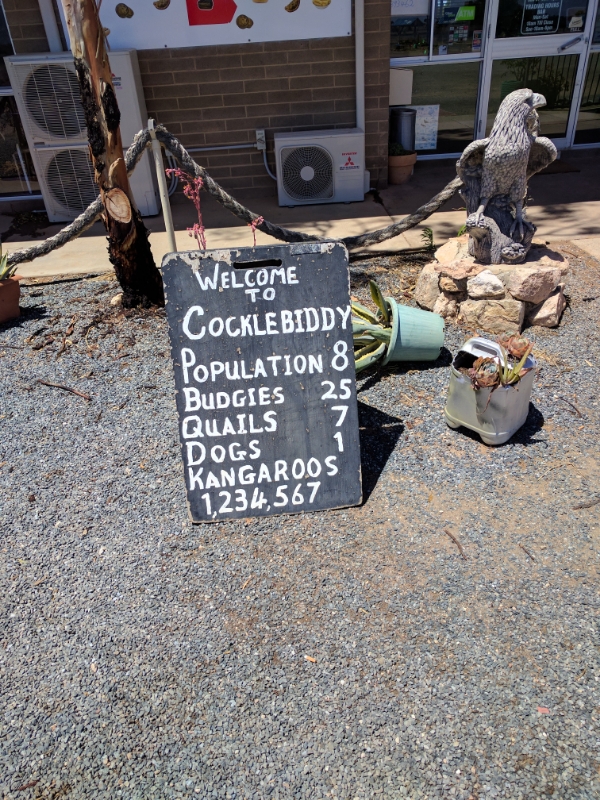 WELCOME
TO
COCKLEBIDDY
POPULATION 8
BUDGIES 25
QUAILS 7
DOGS 1
KANGAROOS
1,234,567